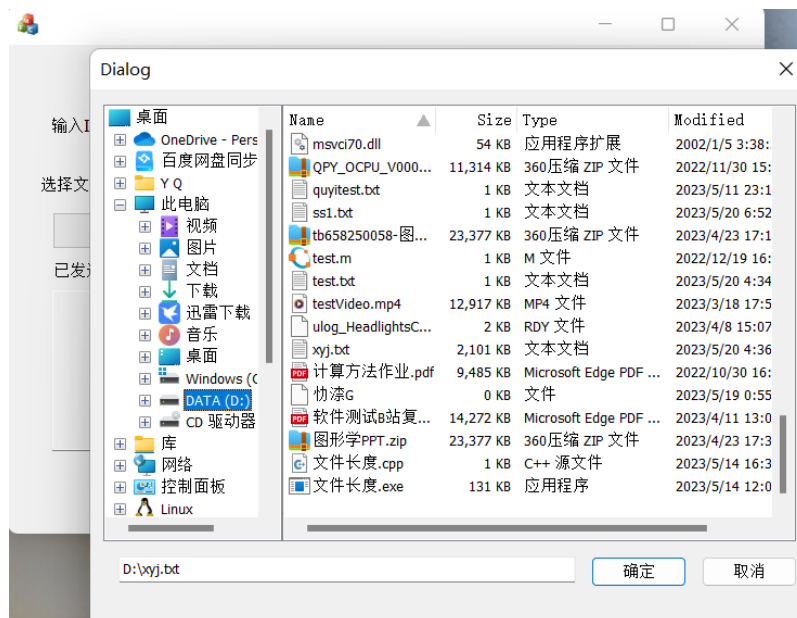 Dialog
输入I
选择文
已发送
桌面
OneDrive - Pers
百度网盘同步
Y Q
此电脑
视频
图片
文档
下载
迅雷下载
音乐
桌面
Windows (C
DATA (D:)
CD 驱动器
库
网络
控制面板
Linux
Name Size Type Modified
msvci70.dll 54 KB 应用程序扩展 2002/1/5 3:38:
QPY_OCPU_V000... 11,314 KB 360压缩 ZIP 文件 2022/11/30 15:
quyitest.txt 1 KB 文本文档 2023/5/11 23:1
ss1.txt 1 KB 文本文档 2023/5/20 6:52
tb658250058-图... 23,377 KB 360压缩 ZIP 文件 2023/4/23 17:1
test.m 1 KB M 文件 2022/12/19 16:
test.txt 1 KB 文本文档 2023/5/20 4:34
testVideo.mp4 12,917 KB MP4 文件 2023/3/18 17:5
ulog_HeadlightsC... 2 KB RDY 文件 2023/4/8 15:07
xyj.txt 2,101 KB 文本文档 2023/5/20 4:36
计算方法作业.pdf 9,485 KB Microsoft Edge PDF ... 2022/10/30 16:
G 0 KB 文件 2023/5/19 0:55
软件测试B站复... 14,272 KB Microsoft Edge PDF ... 2023/4/11 13:0
图形学PPT.zip 23,377 KB 360压缩 ZIP 文件 2023/4/23 17:3
文件长度.cpp 1 KB C++ 源文件 2023/5/14 16:3
文件长度.exe 131 KB 应用程序 2023/5/14 12:0
D:\xyj.txt
确定
取消